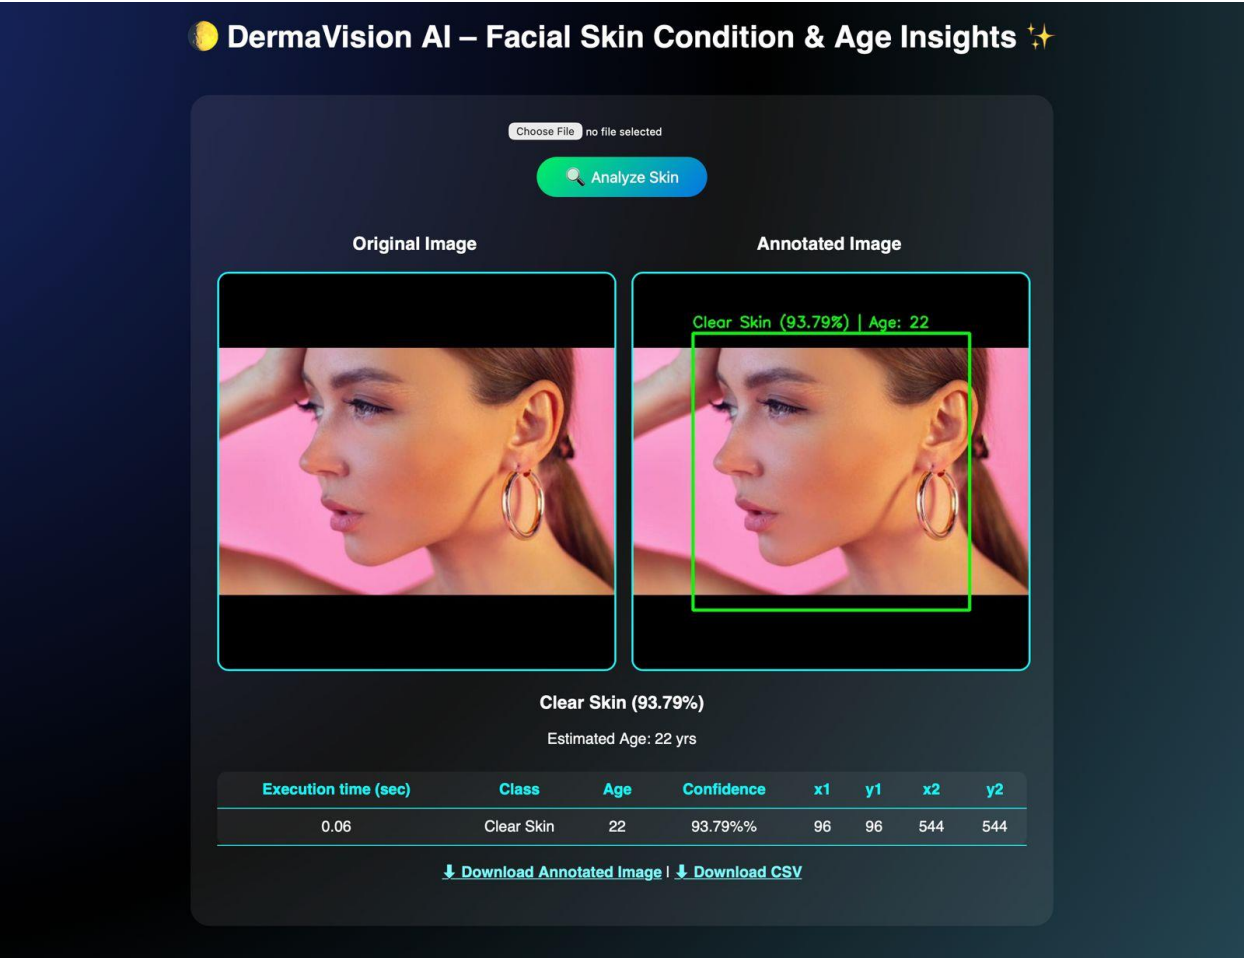 🌔 DermaVision AI – Facial Skin Condition & Age Insights ✨
Choose File no file selected
🔍 Analyze Skin
Original Image
Annotated Image
Clear Skin (93.79%) | Age: 22
Clear Skin (93.79%)
Estimated Age: 22 yrs
Execution time (sec) Class Age Confidence x1 y1 x2 y2
0.06 Clear Skin 22 93.79%% 96 96 544 544
⬇ Download Annotated Image | ⬇ Download CSV